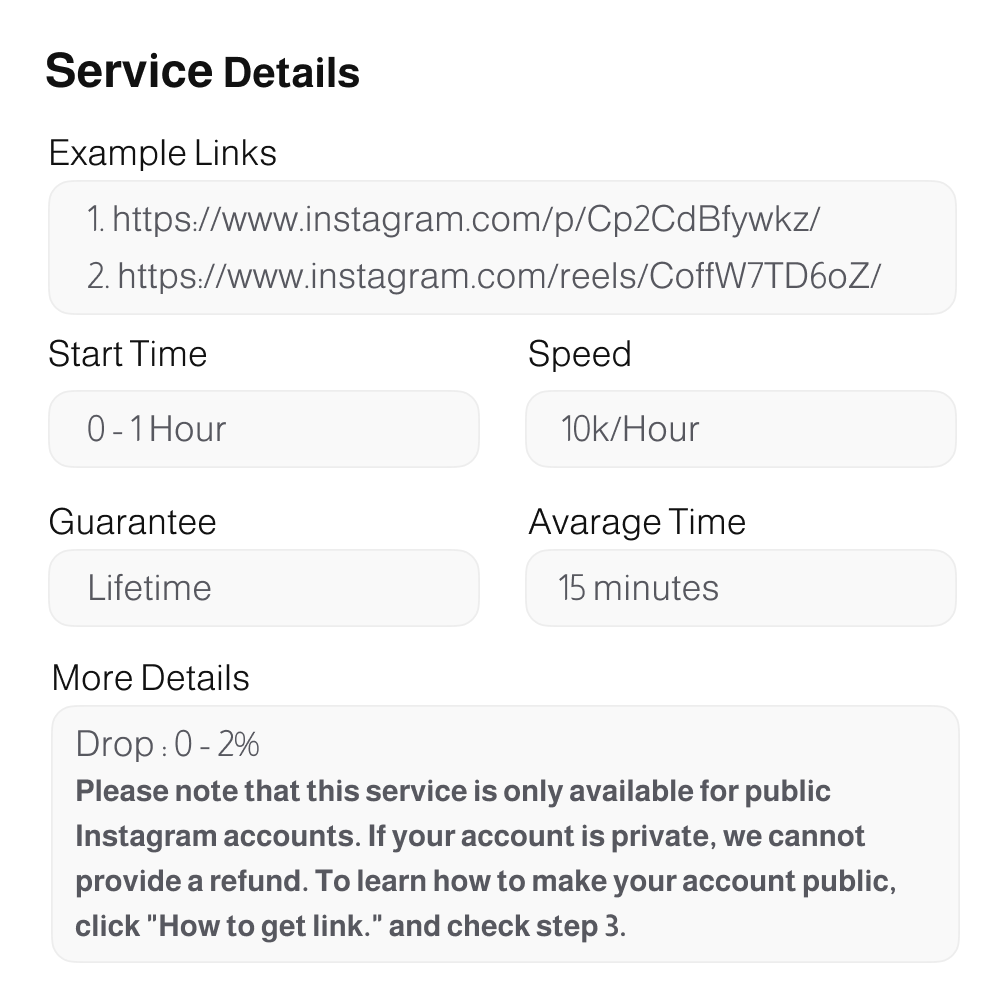 Service Details
Example Links
1. https://www.instagram.com/p/Cp2CdBfywkz/
2. https://www.instagram.com/reels/CoffW7TD6oZ/
Start Time
Speed
0 - 1 Hour
10k/Hour
Guarantee
Avarage Time
Lifetime
15 minutes
More Details
Drop : 0 - 2%
Please note that this service is only available for public
Instagram accounts. If your account is private, we cannot
provide a refund. To learn how to make your account public,
click "How to get link." and check step 3.